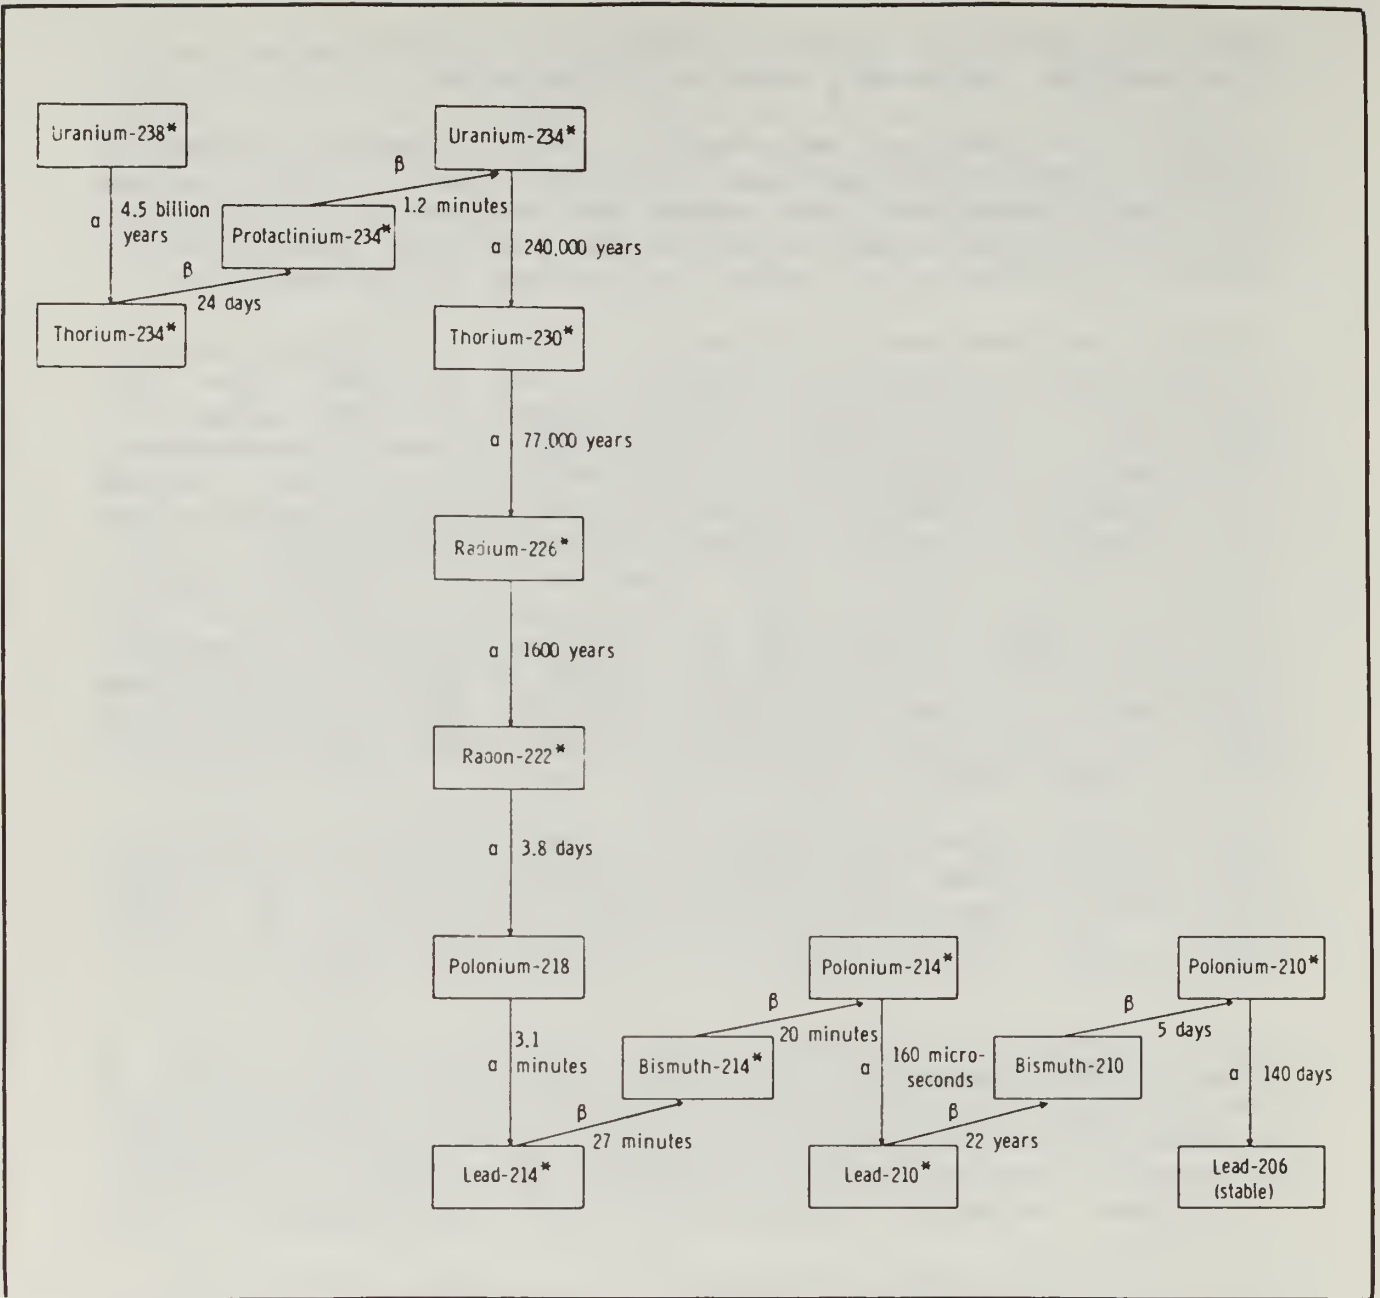 Uranium-238*
α
4.5 billion
years
Thorium-234*
β
24 days
Protactinium-234*
β
1.2 minutes
Uranium-234*
α
240,000 years
Thorium-230*
α
77,000 years
Radium-226*
α
1600 years
Radon-222*
α
3.8 days
Polonium-218
α
3.1
minutes
Lead-214*
β
27 minutes
Bismuth-214*
β
20 minutes
Polonium-214*
α
160 micro-
seconds
Lead-210*
β
22 years
Bismuth-210
β
5 days
Polonium-210*
α
140 days
Lead-206
(stable)